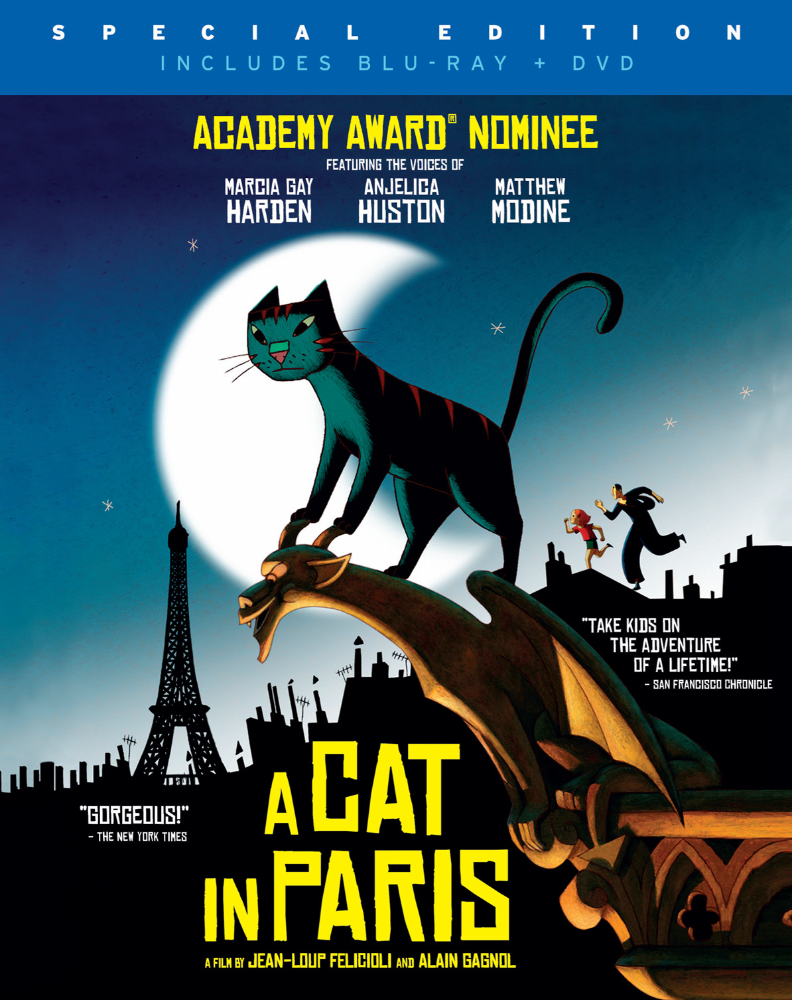 SPECIAL EDITION
INCLUDES BLU-RAY + DVD
ACADEMY AWARD® NOMINEE
FEATURING THE VOICES OF
MARCIA GAY HARDEN
ANJELICA HUSTON
MATTHEW MODINE
"TAKE KIDS ON
THE ADVENTURE
OF A LIFETIME!"
– SAN FRANCISCO CHRONICLE
"GORGEOUS!"
– THE NEW YORK TIMES
A CAT
IN PARIS
A FILM BY JEAN-LOUP FELICIOLI AND ALAIN GAGNOL